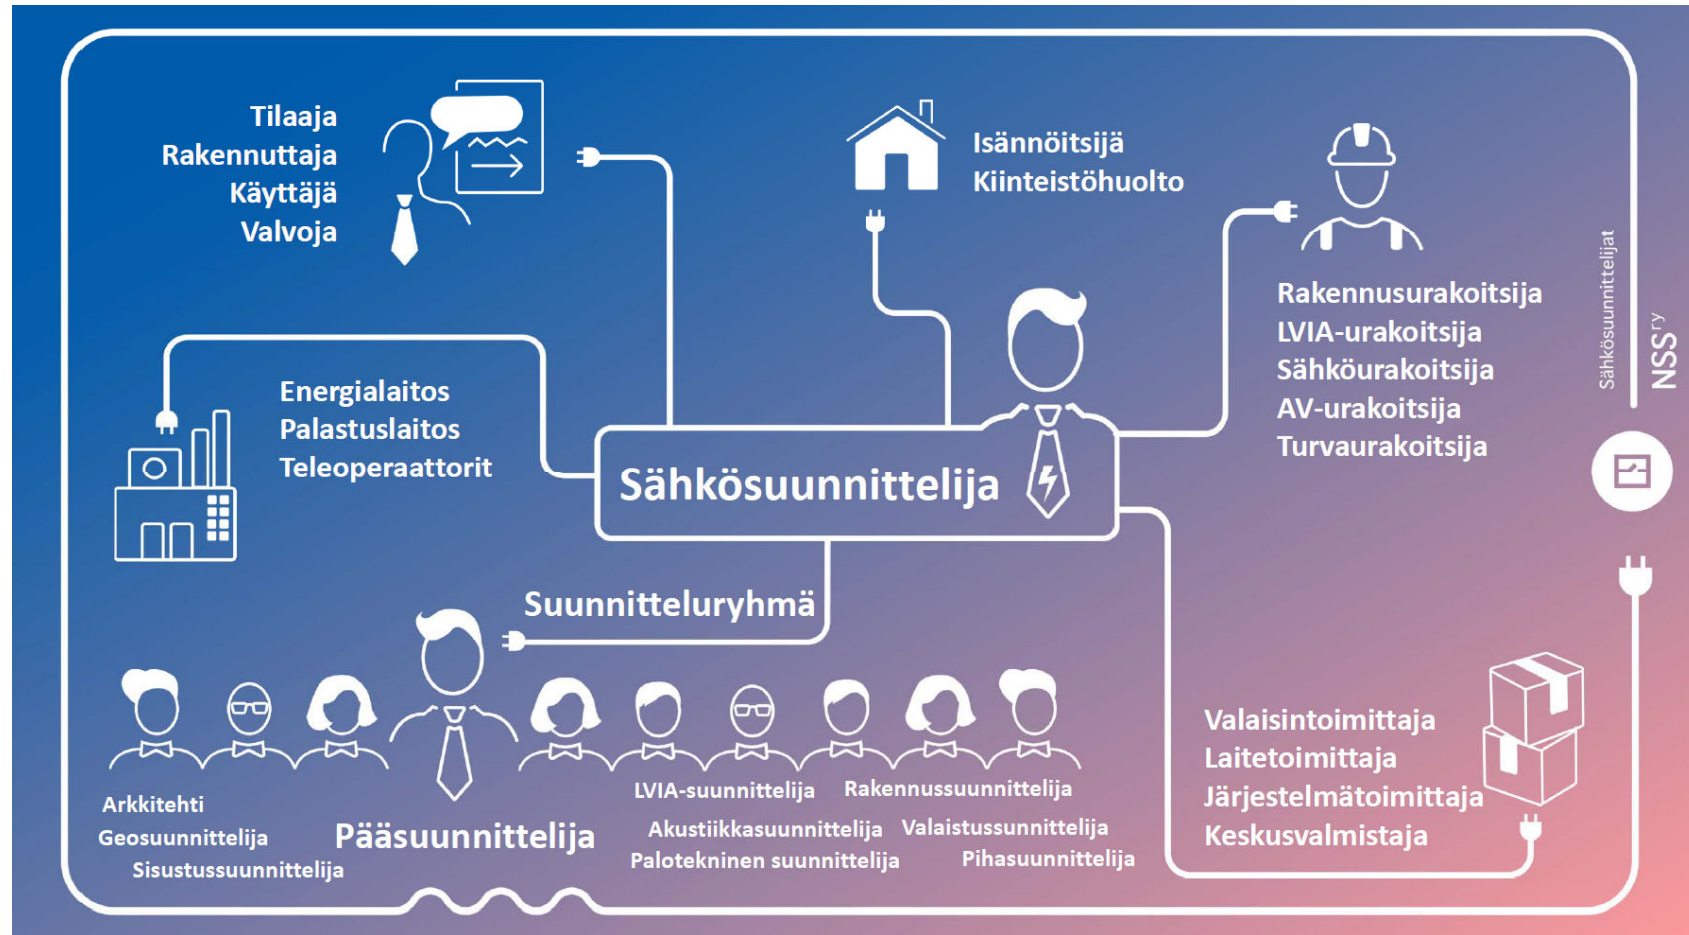 Tilaaja
Rakennuttaja
Käyttäjä
Valvoja
Isännöitsijä
Kiinteistöhuolto
Rakennusurakoitsija
LVIA-urakoitsija
Sähköurakoitsija
AV-urakoitsija
Turvaurakoitsija
Sähkösuunnittelijat
NSS ry
Energialaitos
Palastuslaitos
Teleoperaattorit
Sähkösuunnittelija
Suunnitteluryhmä
Arkkitehti
Geosuunnittelija
Sisustussuunnittelija
Pääsuunnittelija
LVIA-suunnittelija
Rakennussuunnittelija
Akustiikkasuunnittelija
Valaistussunnittelija
Palotekninen suunnittelija
Pihasuunnittelija
Valaisintoimittaja
Laitetoimittaja
Järjestelmätoimittaja
Keskusvalmistaja